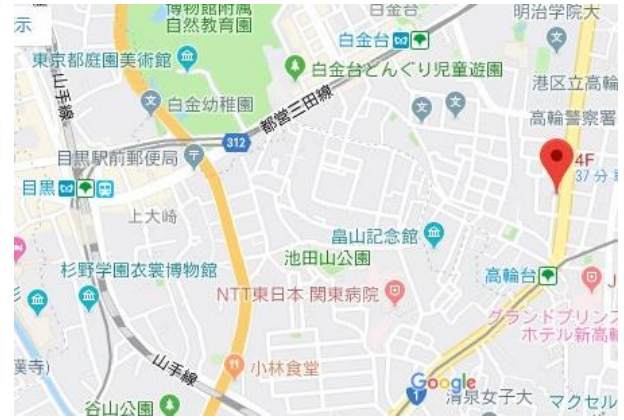 博物館附属
自然教育園
白金台
明治学院大
示
白金台
東京都庭園美術館
白金台どんぐり児童遊園
山手線
港区立高輪
白金幼稚園
都営三田線
高輪警察署
312
目黒駅前郵便局
4F
37 分
目黒
上大崎
畠山記念館
池田山公園
杉野学園衣裳博物館
高輪台
NTT東日本 関東病院
J
グランドプリンス
ホテル新高輪
漢寺)
山手線
小林食堂
Google
1
清泉女子大
マクセル
谷山公園